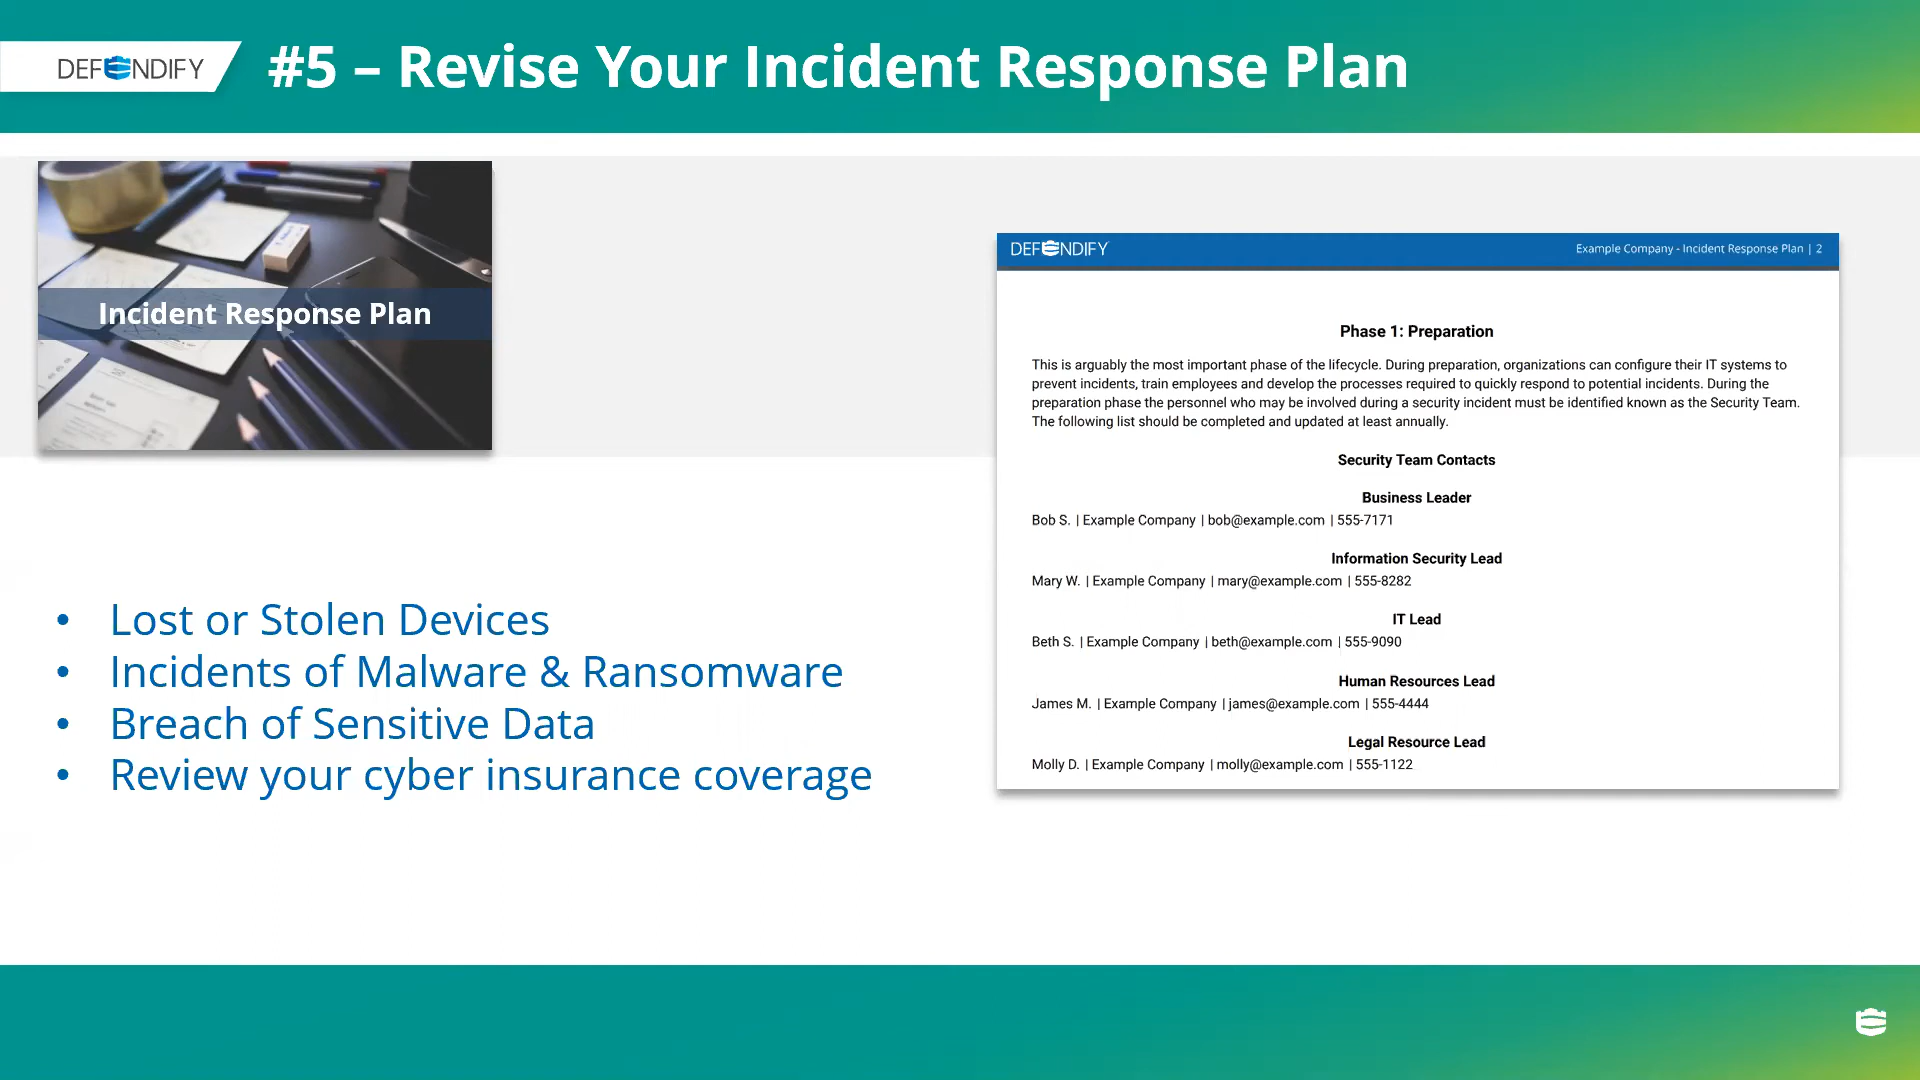 DEFENDIFY
#5 – Revise Your Incident Response Plan
Incident Response Plan
• Lost or Stolen Devices
• Incidents of Malware & Ransomware
• Breach of Sensitive Data
• Review your cyber insurance coverage
DEFENDIFY
Example Company - Incident Response Plan | 2
Phase 1: Preparation
This is arguably the most important phase of the lifecycle. During preparation, organizations can configure their IT systems to
prevent incidents, train employees and develop the processes required to quickly respond to potential incidents. During the
preparation phase the personnel who may be involved during a security incident must be identified known as the Security Team.
The following list should be completed and updated at least annually.
Security Team Contacts
Business Leader
Bob S. | Example Company | bob@example.com | 555-7171
Information Security Lead
Mary W. | Example Company | mary@example.com | 555-8282
IT Lead
Beth S. | Example Company | beth@example.com | 555-9090
Human Resources Lead
James M. | Example Company | james@example.com | 555-4444
Legal Resource Lead
Molly D. | Example Company | molly@example.com | 555-1122